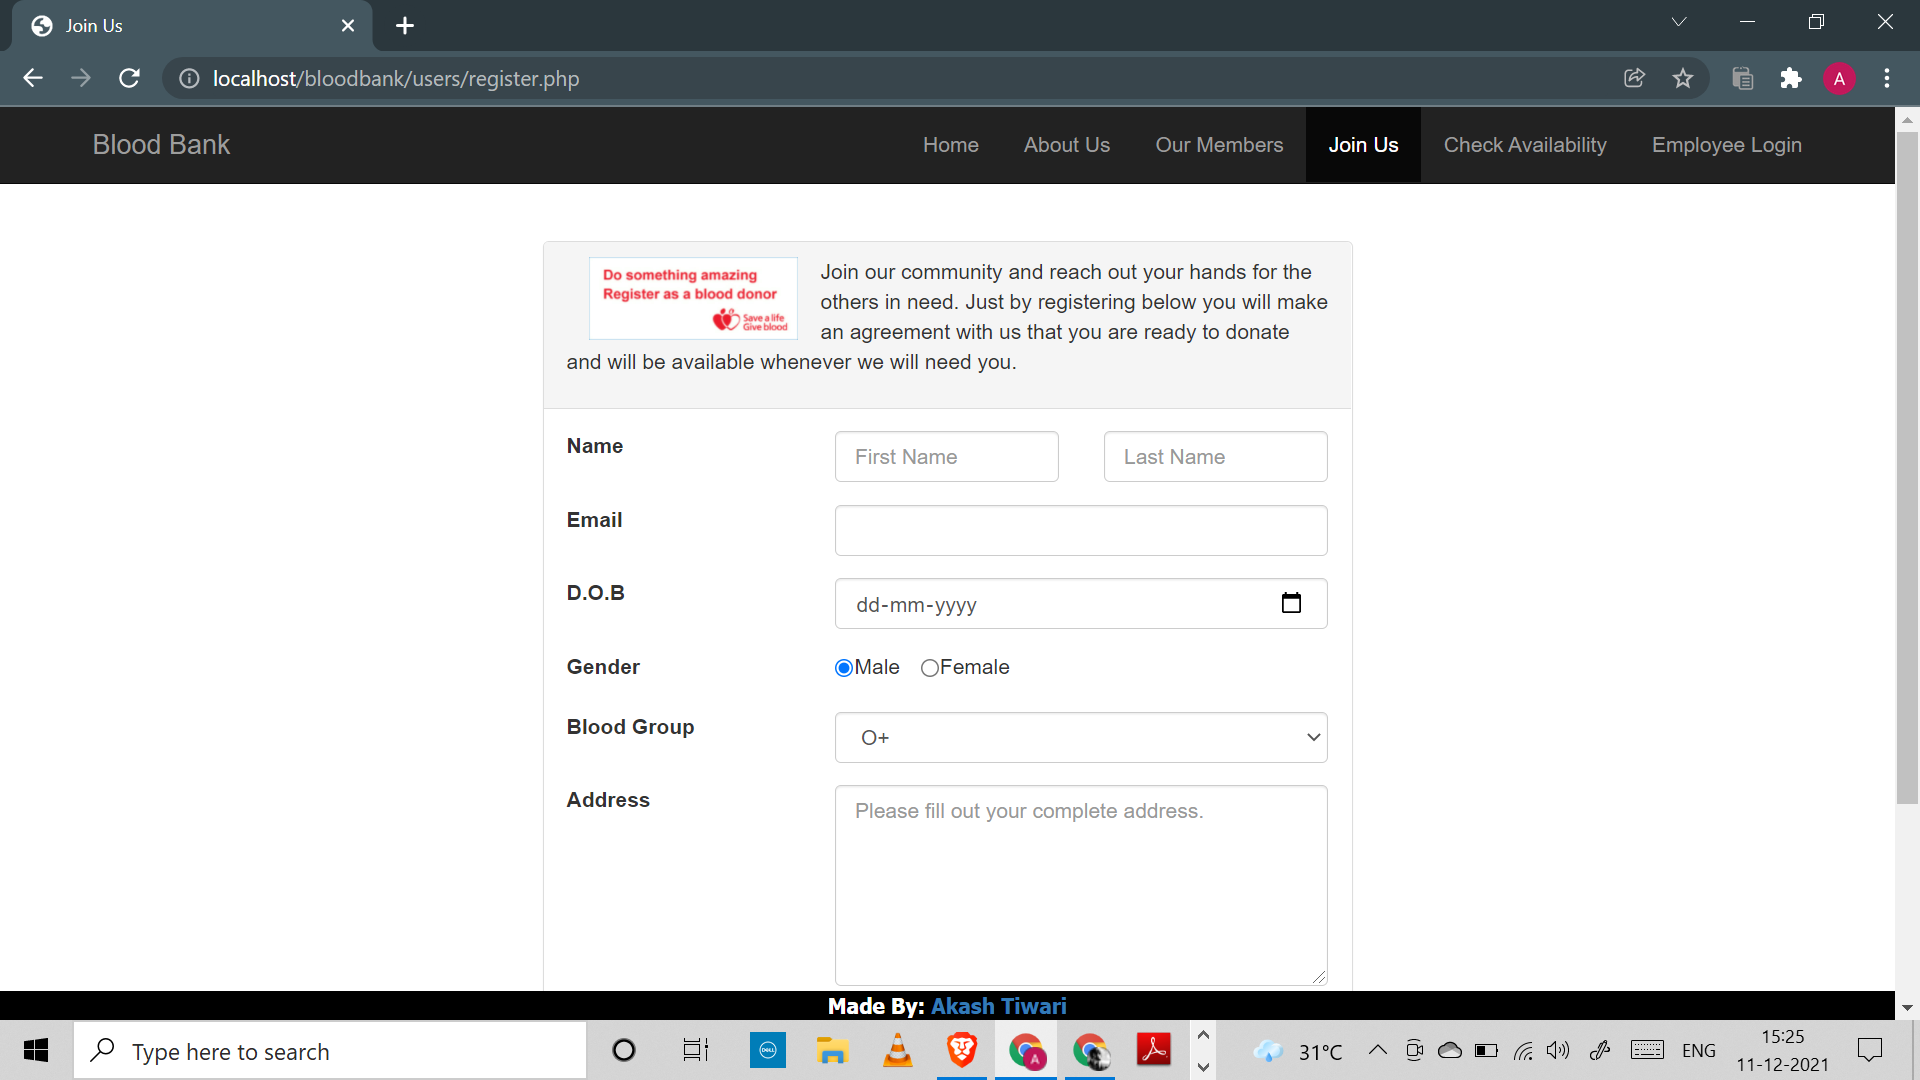 Join Us
localhost/bloodbank/users/register.php
A
Blood Bank
Home
About Us
Our Members
Join Us
Check Availability
Employee Login
Do something amazing
Register as a blood donor
Save a life
Give blood
Join our community and reach out your hands for the
others in need. Just by registering below you will make
an agreement with us that you are ready to donate
and will be available whenever we will need you.
Name
First Name
Last Name
Email
D.O.B
dd-mm-yyyy
Gender
Male
Female
Blood Group
O+
Address
Please fill out your complete address.
Made By: Akash Tiwari
Type here to search
DELL
A
31°C
ENG
15:25
11-12-2021